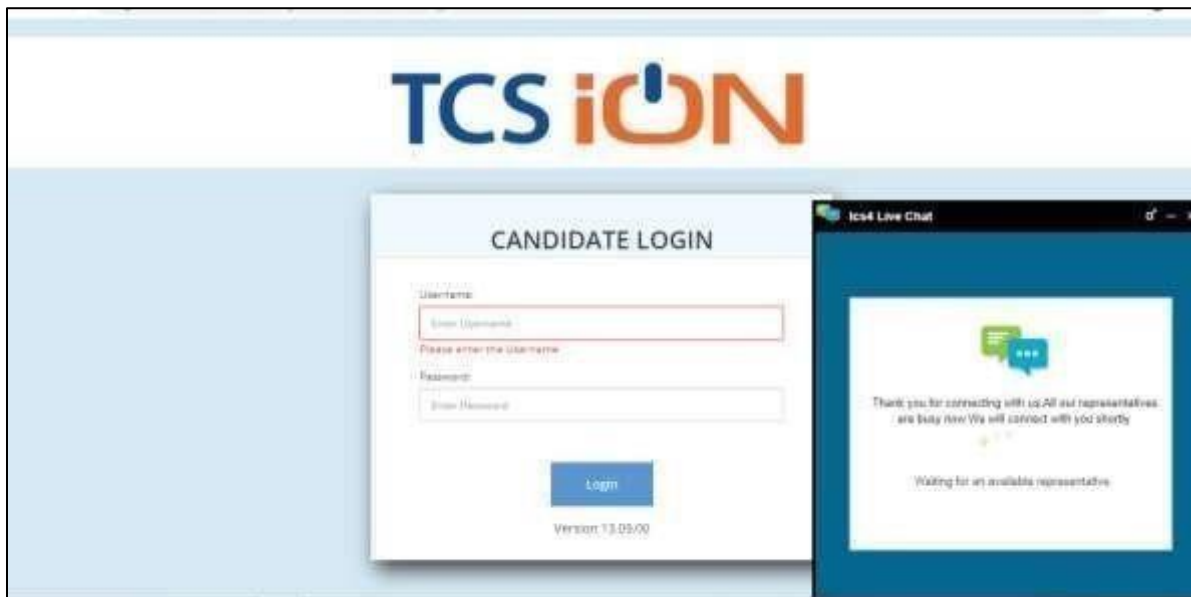 TCS iON
CANDIDATE LOGIN
Username
Enter Username
Please enter the Username
Password
Enter Password
Login
Version 13.09.00
tcs4 Live Chat
Thank you for connecting with us.All our representatives
are busy now We will connect with you shortly
Waiting for an available representative